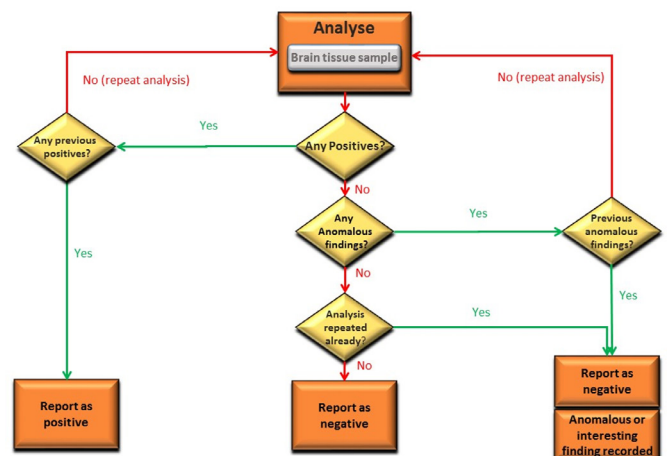 Analyse
Brain tissue sample
No (repeat analysis)
No (repeat analysis)
Yes
Any previous
positives?
Any Positives?
No
Any
Anomalous
findings?
Yes
Previous
anomalous
findings?
Yes
No
Yes
Analysis
repeated
already?
Yes
No
Report as
positive
Report as
negative
Report as
negative
Anomalous or
interesting
finding recorded